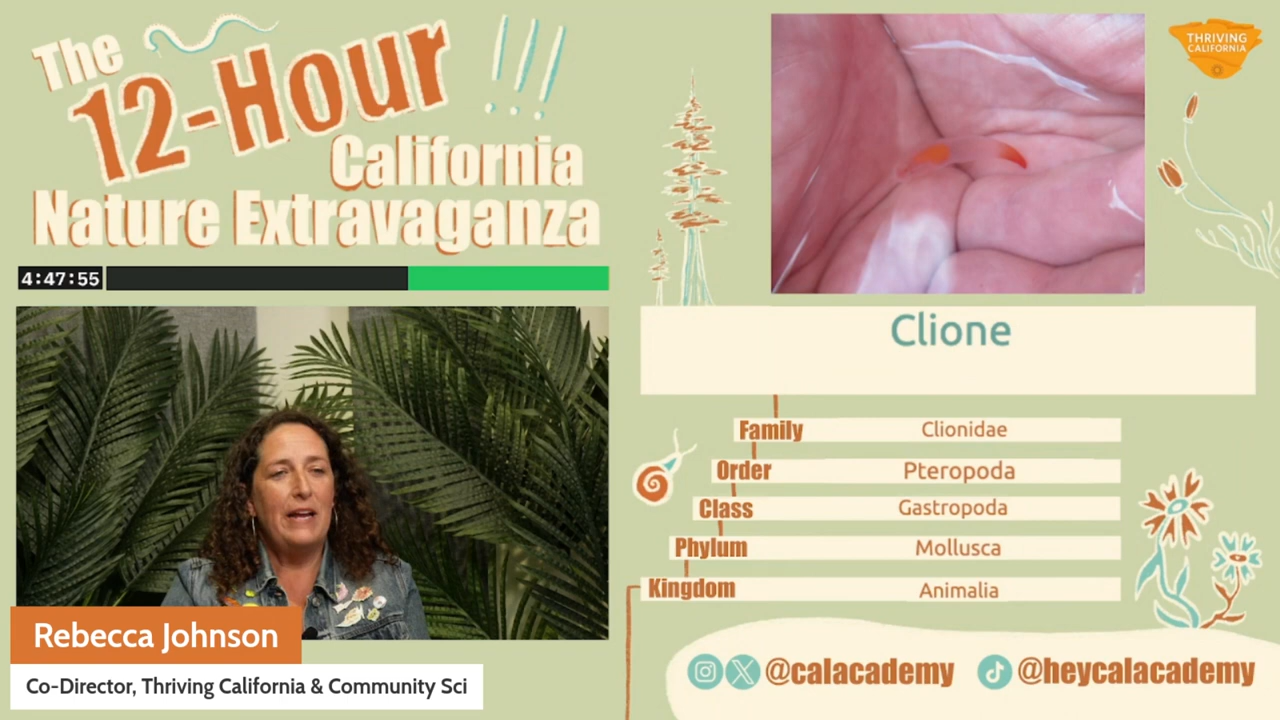 The
12-Hour
!!!
California
Nature Extravaganza
4:47:55
THRIVING
CALIFORNIA
Clione
Family Clionidae
Order Pteropoda
Class Gastropoda
Phylum Mollusca
Kingdom Animalia
Rebecca Johnson
Co-Director, Thriving California & Community Sci
@calacademy @heycalacademy